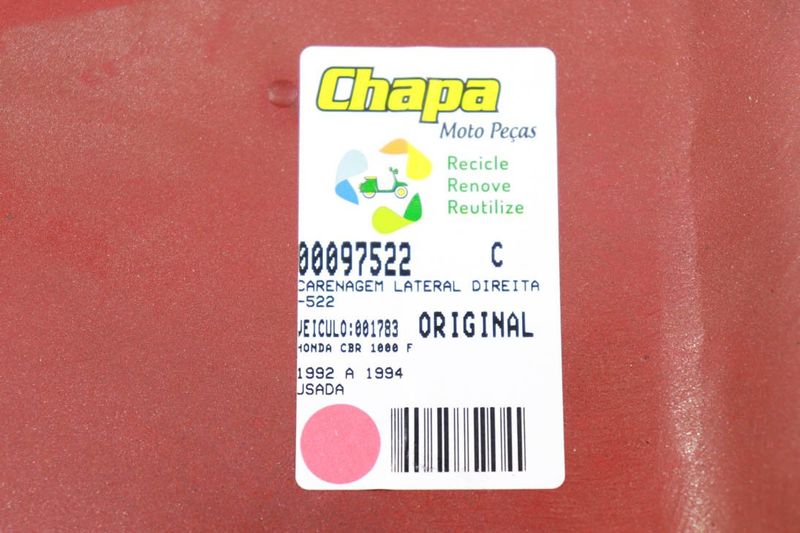 Chapa
Moto Peças
Recicle
Renove
Reutilize
00097522 C
CARENAGEM LATERAL DIREITA
-522
VEICULO:001783 ORIGINAL
HONDA CBR 1000 F
1992 A 1994
USADA